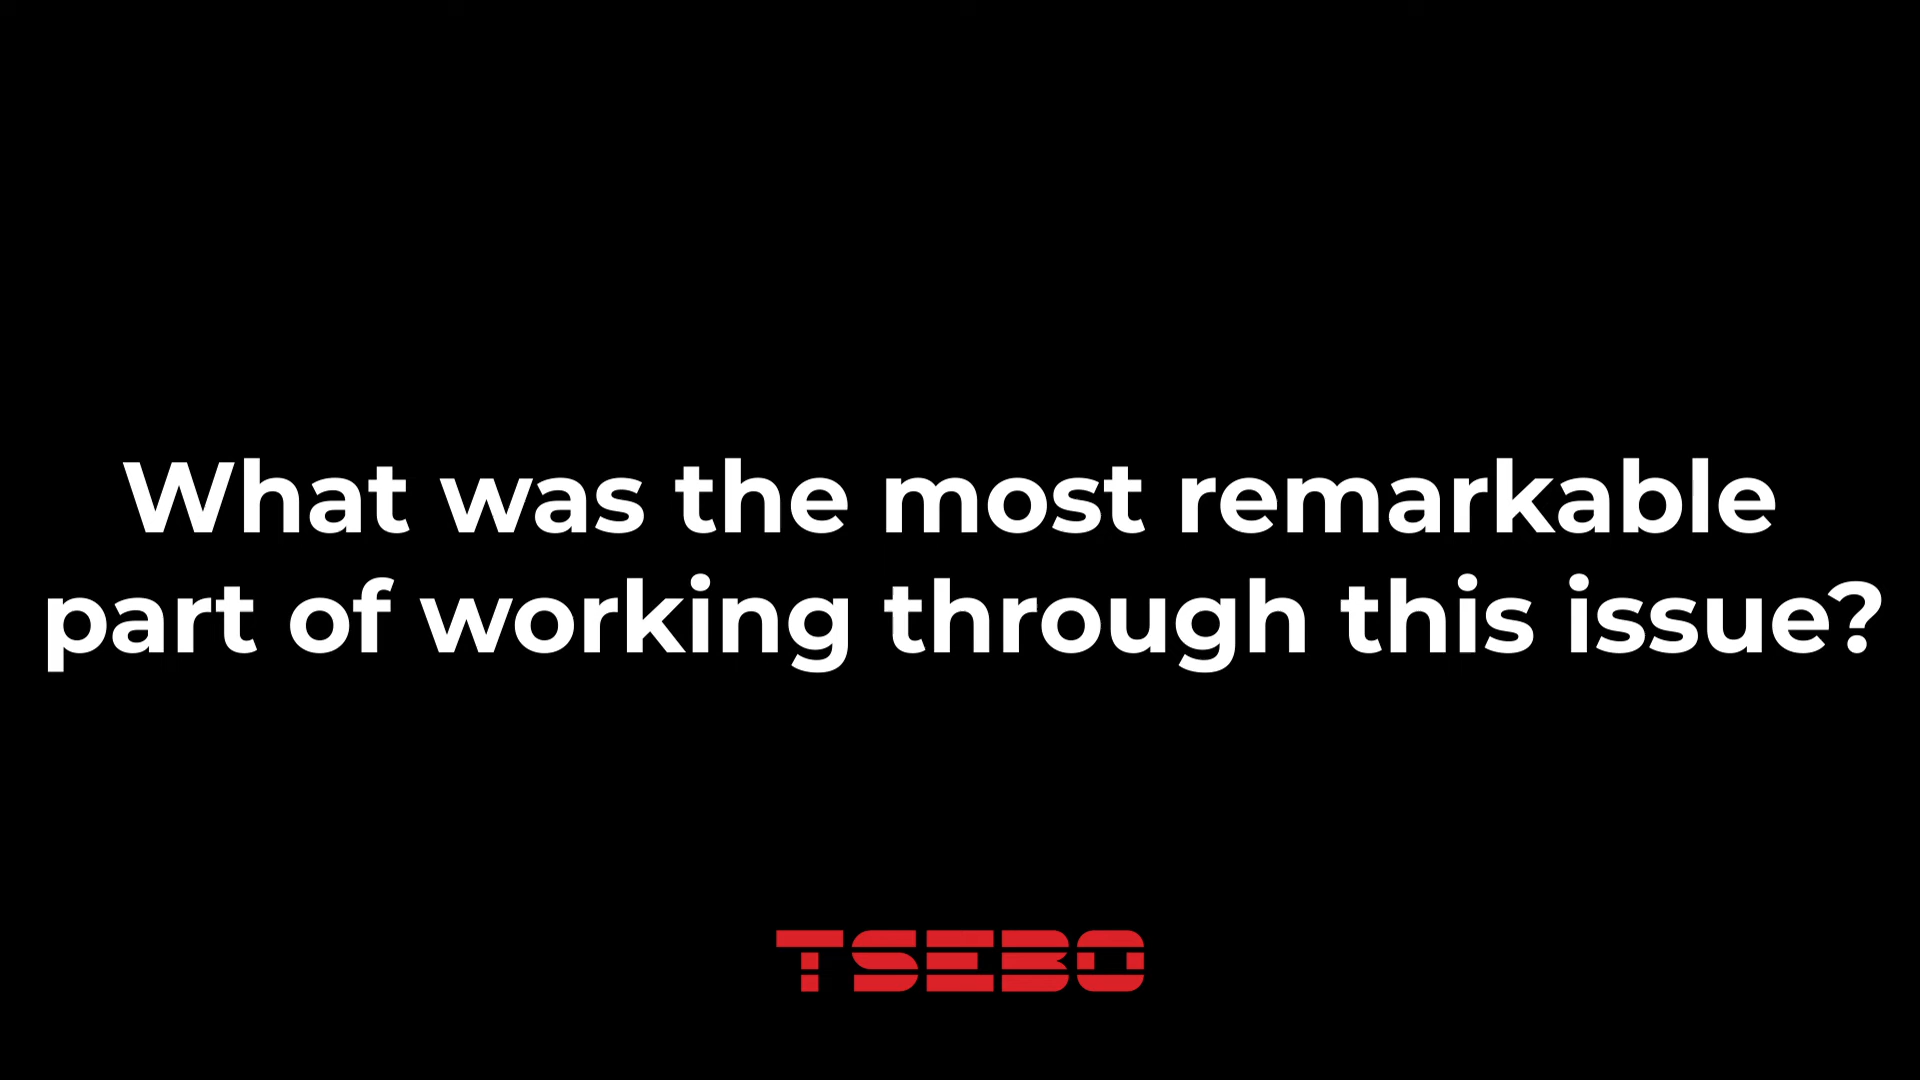 What was the most remarkable
part of working through this issue?
TSEBO